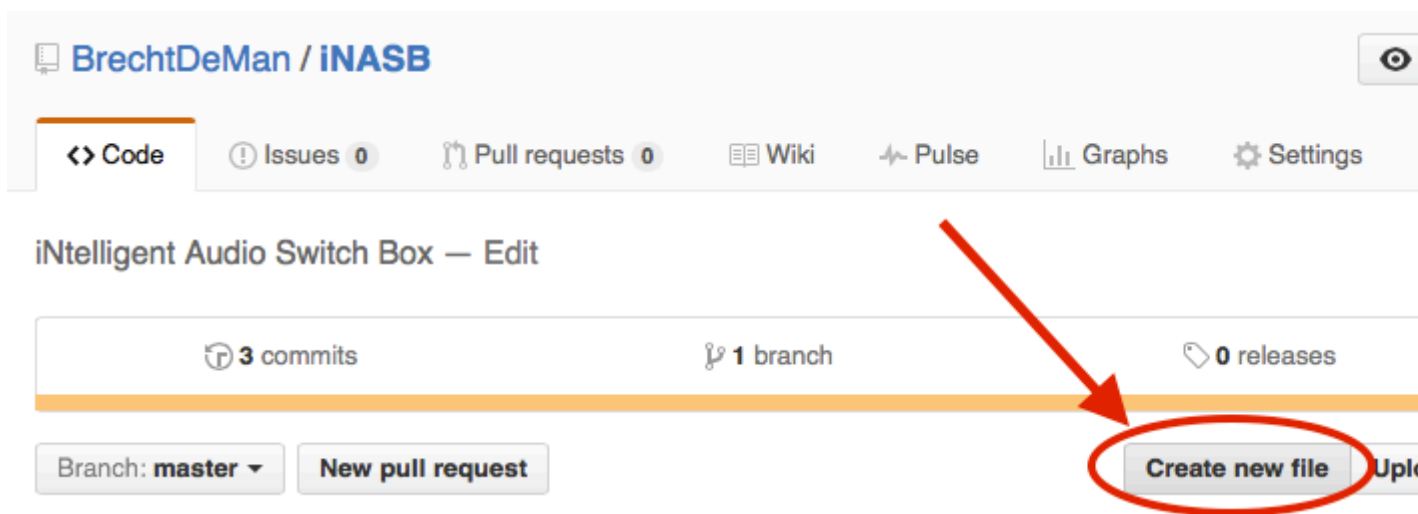 BrechtDeMan / iNASB
Code Issues 0 Pull requests 0 Wiki Pulse Graphs Settings
iNtelligent Audio Switch Box — Edit
3 commits 1 branch 0 releases
Branch: master New pull request Create new file